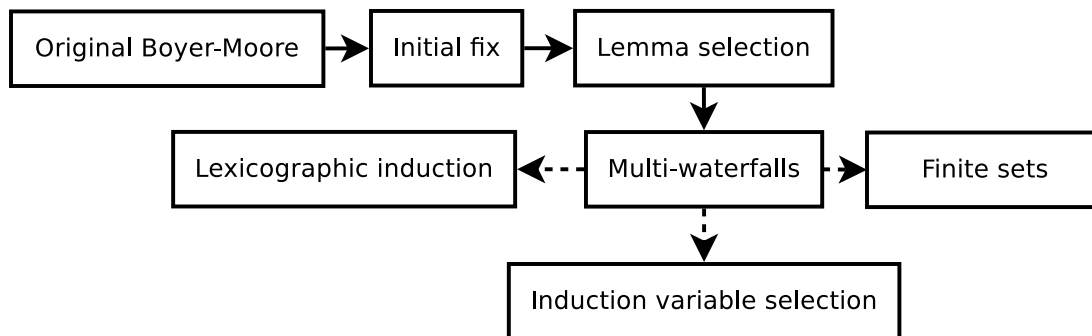 Original Boyer-Moore
Initial fix
Lemma selection
Lexicographic induction
Multi-waterfalls
Finite sets
Induction variable selection